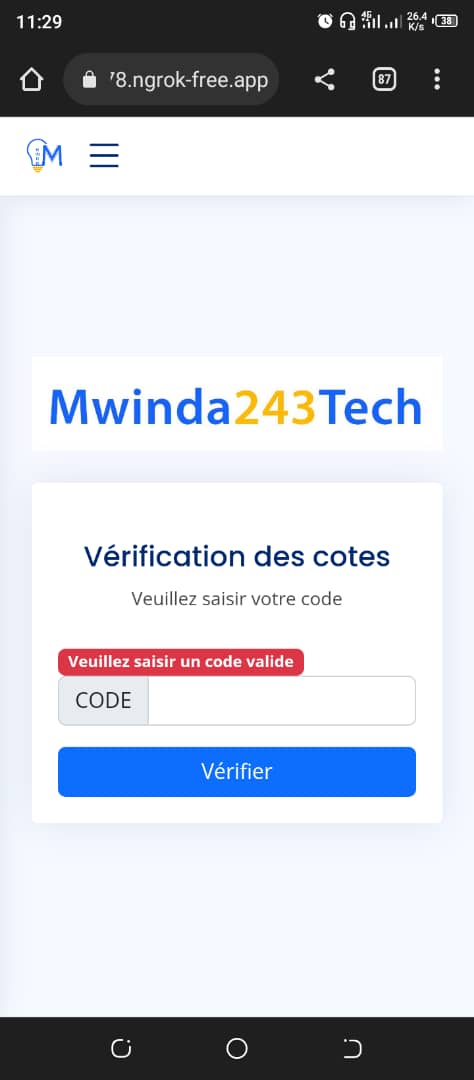 11:29
4G
26.4
K/s
38
78.ngrok-free.app
87
M
Mwinda243Tech
Vérification des cotes
Veuillez saisir votre code
Veuillez saisir un code valide
CODE
Vérifier